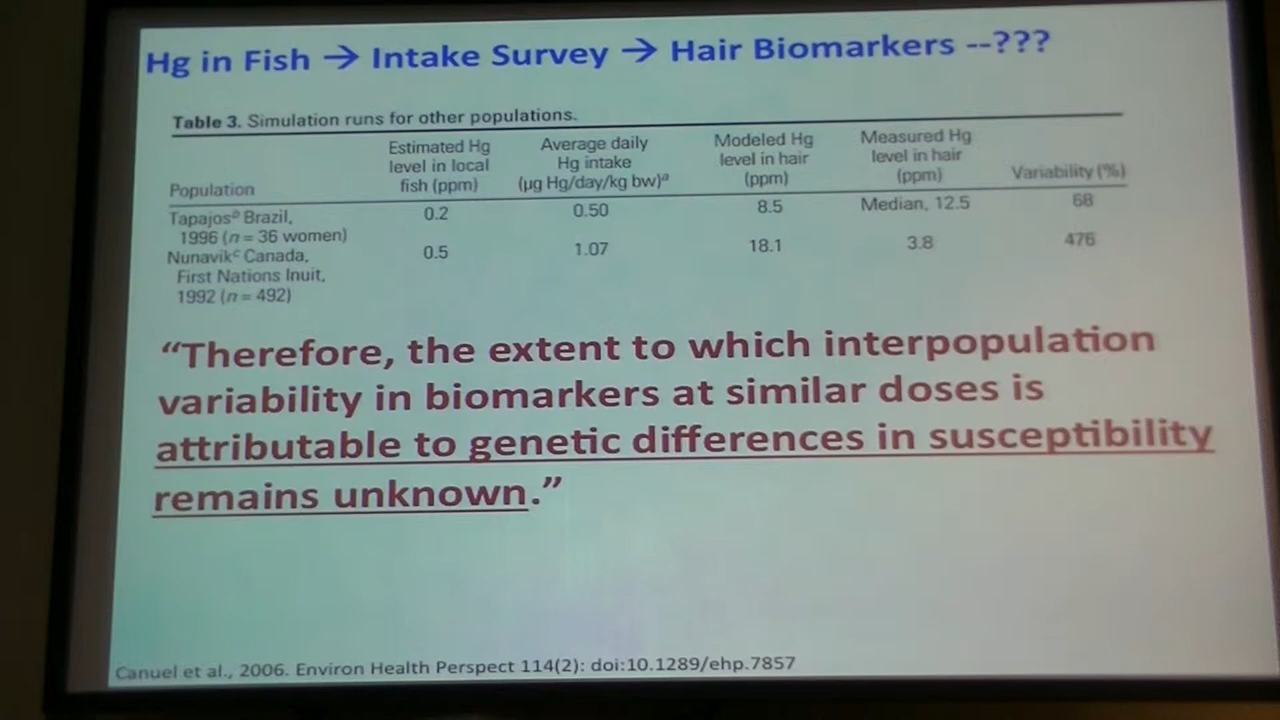 Hg in Fish → Intake Survey → Hair Biomarkers --???
Table 3. Simulation runs for other populations.
Population
Estimated Hg level in local fish (ppm)
Average daily Hg intake (µg Hg/day/kg bw)ª
Modeled Hg level in hair (ppm)
Measured Hg level in hair (ppm)
Variability (%)
Tapajosᵇ Brazil, 0.2 0.50 8.5 Median, 12.5 68
1996 (n = 36 women)
Nunavikᶜ Canada, 0.5 1.07 18.1 3.8 476
First Nations Inuit,
1992 (n = 492)
“Therefore, the extent to which interpopulation
variability in biomarkers at similar doses is
attributable to genetic differences in susceptibility
remains unknown.”
Canuel et al., 2006. Environ Health Perspect 114(2): doi:10.1289/ehp.7857